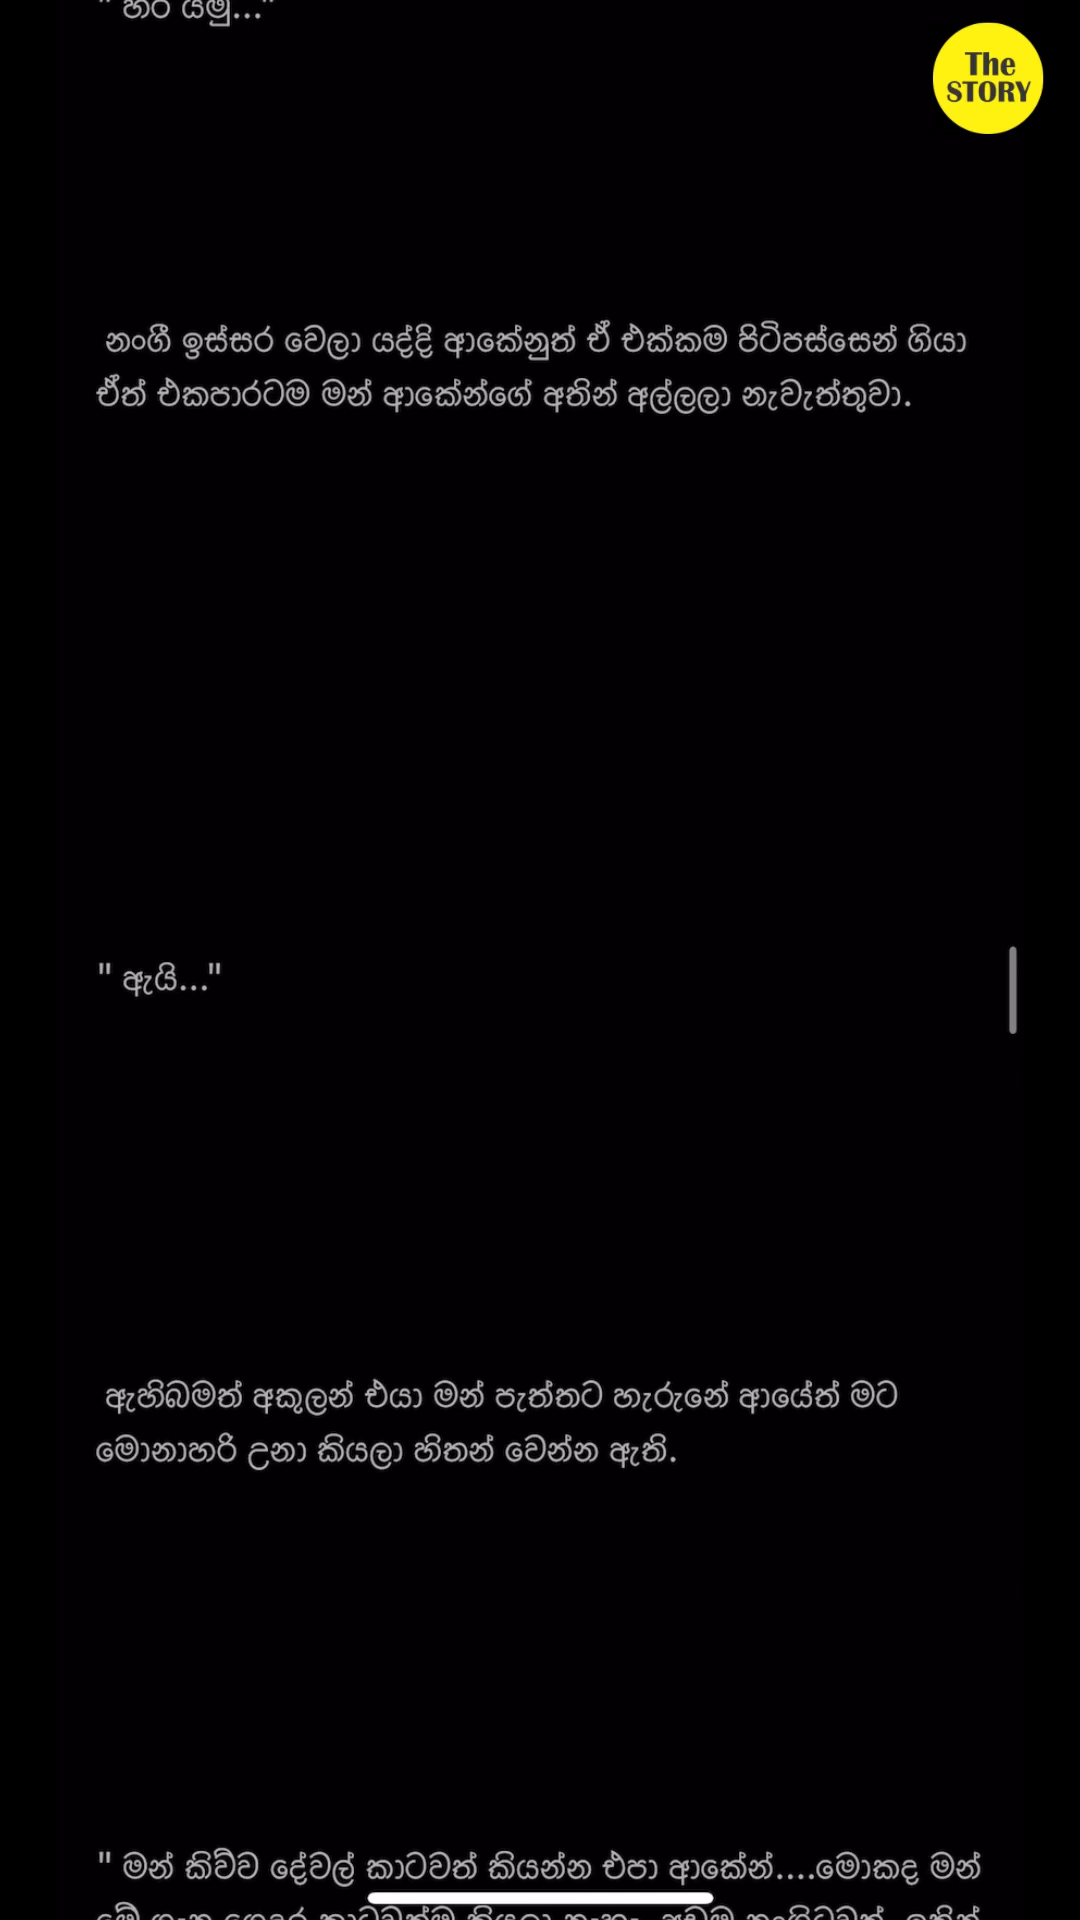 " හරි යමු..."
The
STORY
නංගී ඉස්සර වෙලා යද්දි ආකේනුත් ඒ එක්කම පිටිපස්සෙන් ගියා
ඒත් එකපාරටම මන් ආකේන්ගේ අතින් අල්ලලා නැවැත්තුවා.
" ඇයි..."
ඇහිබමත් අකුලන් එයා මන් පැත්තට හැරුනේ ආයේත් මට
මොනාහරි උනා කියලා හිතන් වෙන්න ඇති.
" මන් කිව්ව දේවල් කාටවත් කියන්න එපා ආකේන්....මොකද මන්